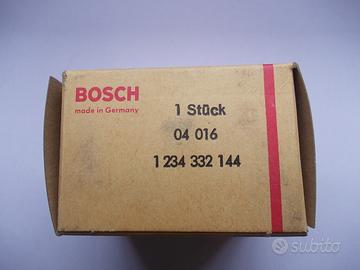 BOSCH
made in Germany
1 Stück
04 016
1 234 332 144
subito